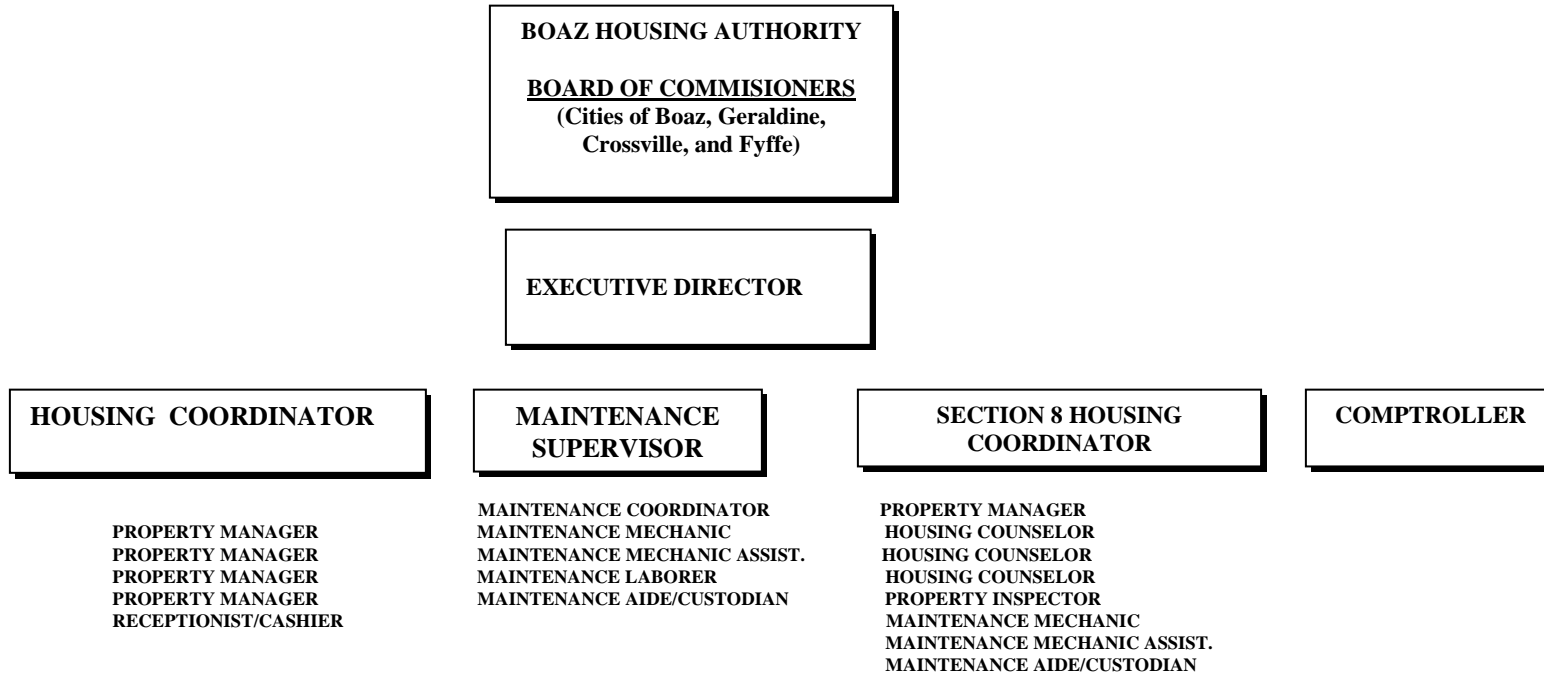 BOAZ HOUSING AUTHORITY
BOARD OF COMMISIONERS
(Cities of Boaz, Geraldine,
Crossville, and Fyffe)
EXECUTIVE DIRECTOR
HOUSING COORDINATOR
PROPERTY MANAGER
PROPERTY MANAGER
PROPERTY MANAGER
PROPERTY MANAGER
RECEPTIONIST/CASHIER
MAINTENANCE
SUPERVISOR
MAINTENANCE COORDINATOR
MAINTENANCE MECHANIC
MAINTENANCE MECHANIC ASSIST.
MAINTENANCE LABORER
MAINTENANCE AIDE/CUSTODIAN
SECTION 8 HOUSING
COORDINATOR
PROPERTY MANAGER
HOUSING COUNSELOR
HOUSING COUNSELOR
HOUSING COUNSELOR
PROPERTY INSPECTOR
MAINTENANCE MECHANIC
MAINTENANCE MECHANIC ASSIST.
MAINTENANCE AIDE/CUSTODIAN
COMPTROLLER